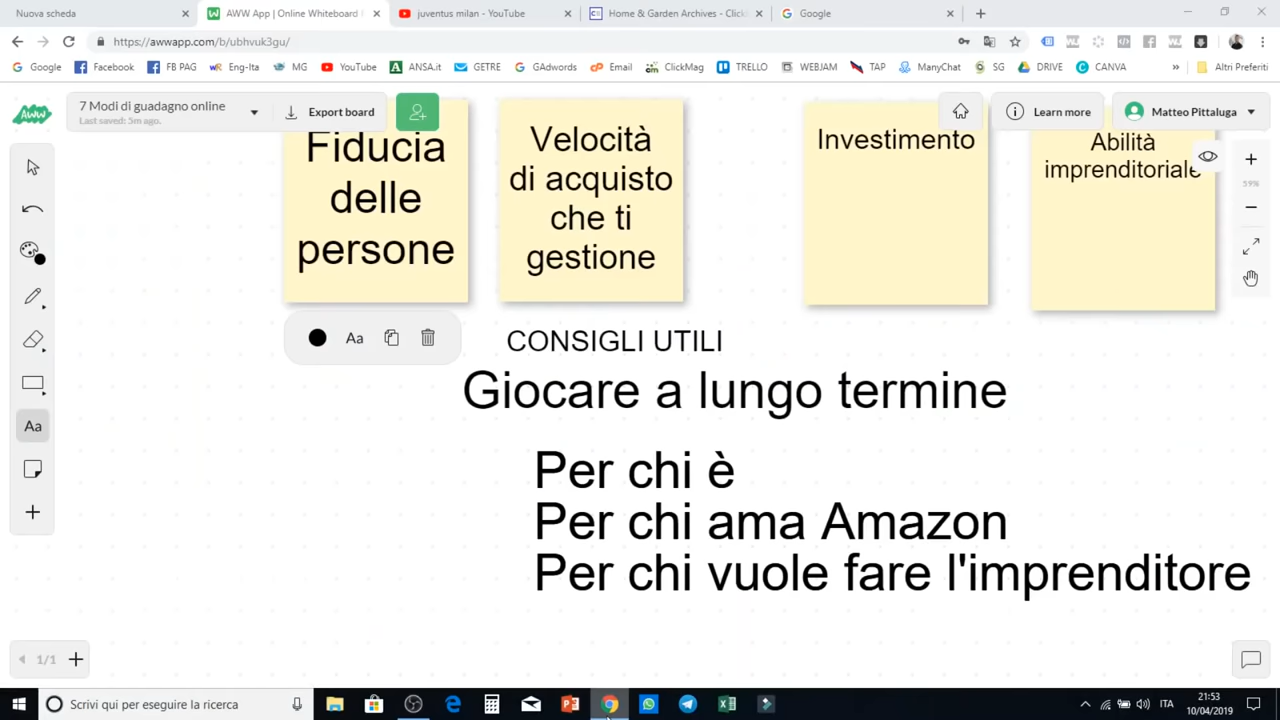 Nuova scheda
AWW App | Online Whiteboard
juventus milan - YouTube
Home & Garden Archives - Click
Google
https://awwapp.com/b/ubhvuk3gu/
Google
Facebook
FB PAG
Eng-Ita
MG
YouTube
ANSA.it
GETRE
GAdwords
Email
ClickMag
TRELLO
WEBJAM
TAP
ManyChat
SG
DRIVE
CANVA
»
Altri Preferiti
AWW
7 Modi di guadagno online
Last saved: 5m ago.
Export board
Learn more
Matteo Pittaluga
59%
Fiducia
delle
persone
Velocità
di acquisto
che ti
gestione
Investimento
Abilità
imprenditoriale
Aa
CONSIGLI UTILI
Giocare a lungo termine
Per chi è
Per chi ama Amazon
Per chi vuole fare l'imprenditore
Aa
1/1
Scrivi qui per eseguire la ricerca
ITA
21:53
10/04/2019